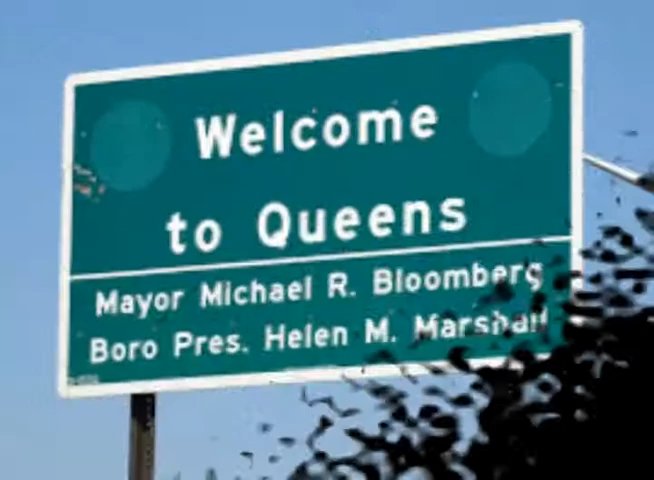 Welcome
to Queens
Mayor Michael R. Bloomberg
Boro Pres. Helen M. Marshall